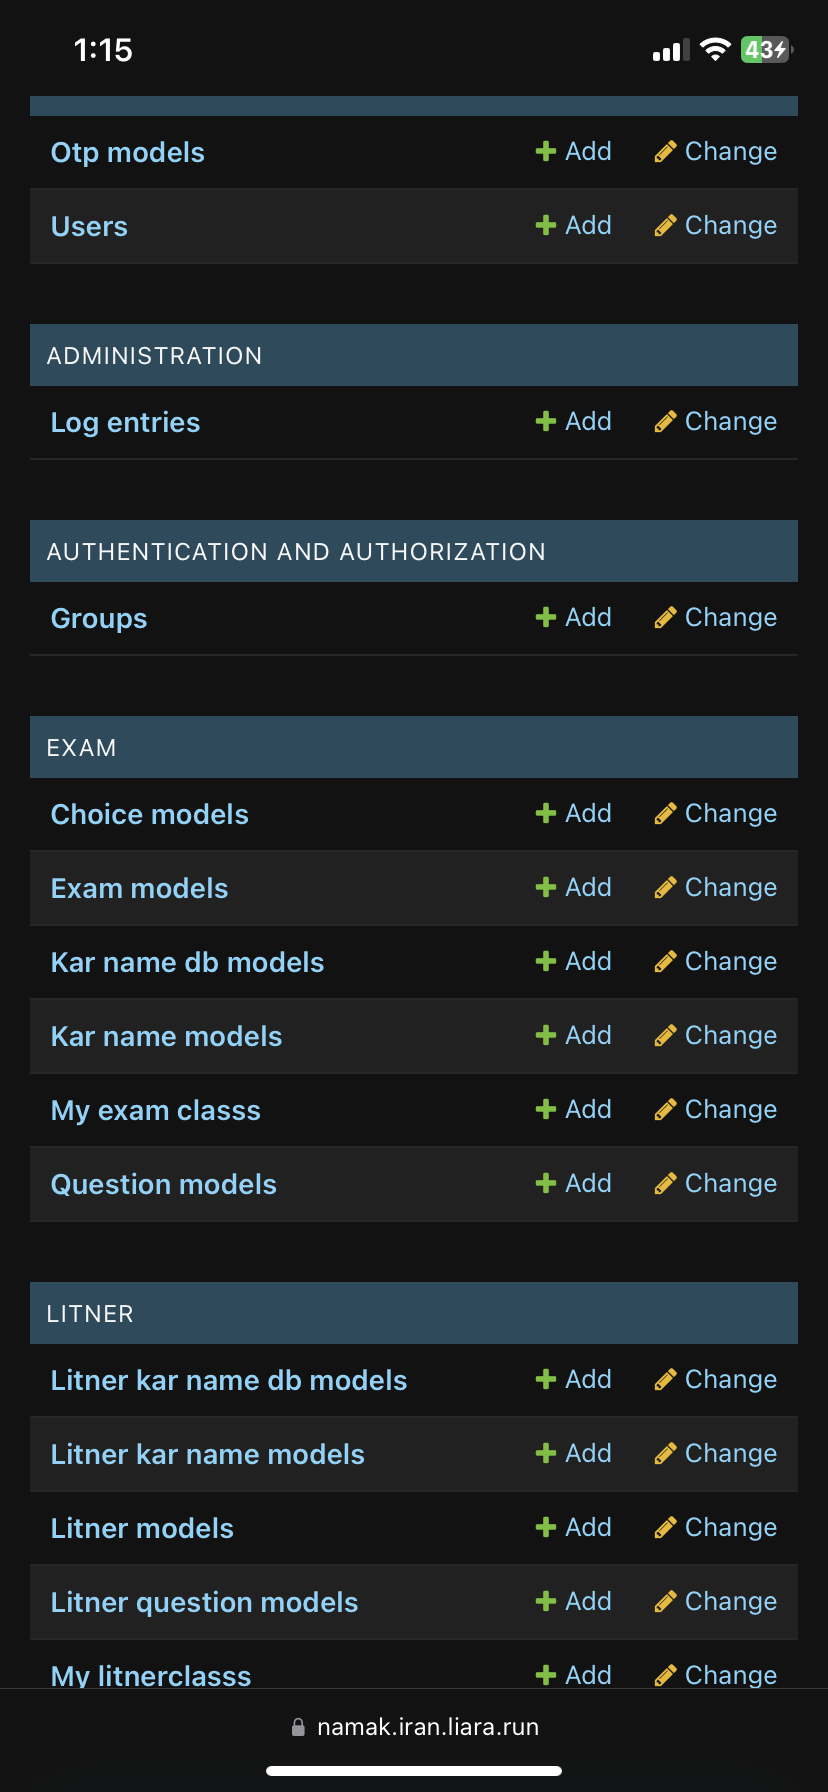 1:15
43
Otp models Add Change
Users Add Change
ADMINISTRATION
Log entries Add Change
AUTHENTICATION AND AUTHORIZATION
Groups Add Change
EXAM
Choice models Add Change
Exam models Add Change
Kar name db models Add Change
Kar name models Add Change
My exam classs Add Change
Question models Add Change
LITNER
Litner kar name db models Add Change
Litner kar name models Add Change
Litner models Add Change
Litner question models Add Change
My litnerclasss Add Change
namak.iran.liara.run